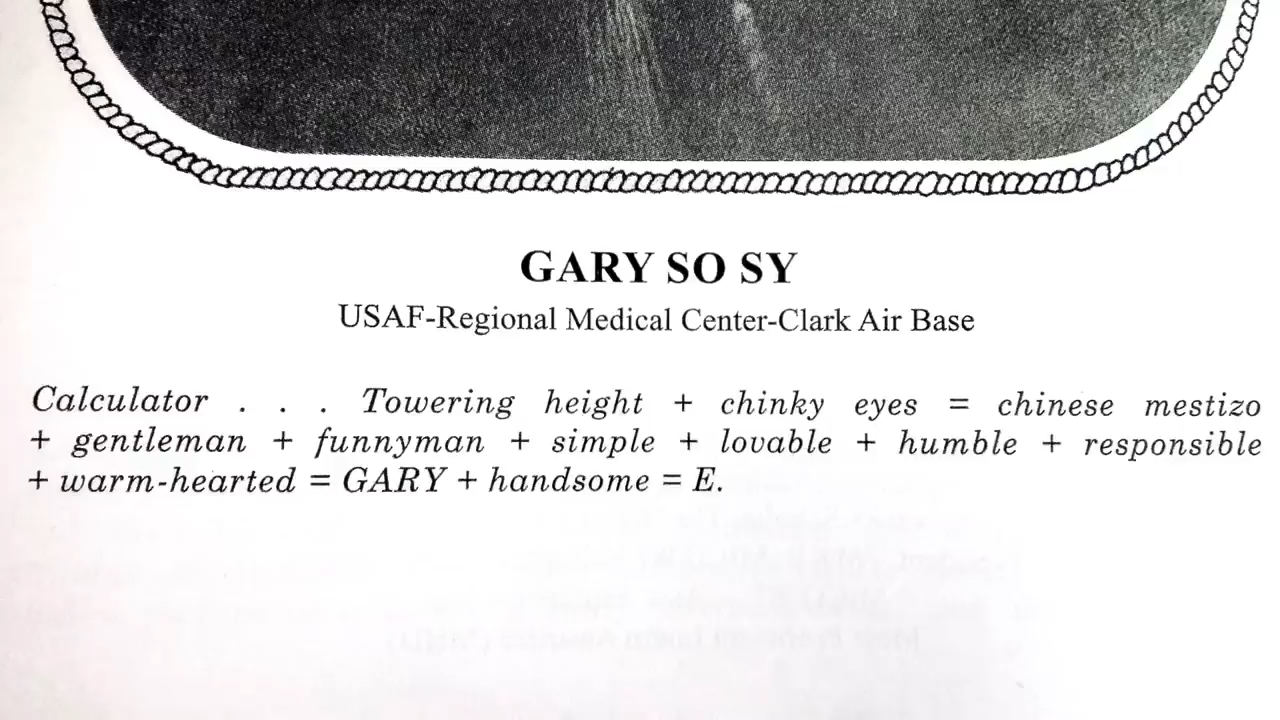 GARY SO SY
USAF-Regional Medical Center-Clark Air Base
Calculator . . . Towering height + chinky eyes = chinese mestizo
+ gentleman + funnyman + simple + lovable + humble + responsible
+ warm-hearted = GARY + handsome = E.